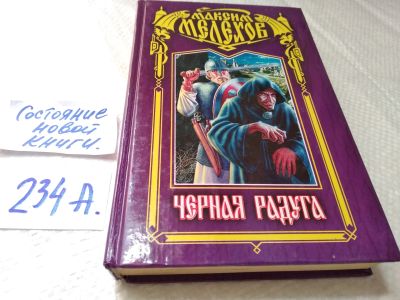 МАКСИМ
МЕЛЕХОВ
ЧЕРНАЯ РАДУГА
Состояние
новой
книги.
234 А.